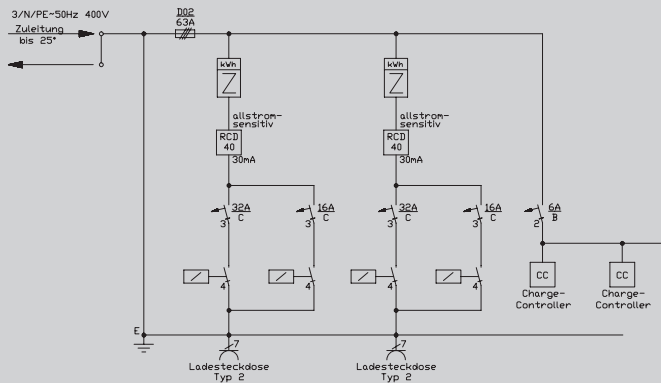 3/N/PE~50Hz 400V
Zuleitung
bis 25°
D02
63A
kWh
Z
allstrom-
sensitiv
RCD
40
30mA
32A
C
3
16A
C
3
4
4
kWh
Z
allstrom-
sensitiv
RCD
40
30mA
32A
C
3
16A
C
3
4
4
6A
B
2
CC
Charge-
Controller
CC
Charge-
Controller
E
7
Ladesteckdose
Typ 2
7
Ladesteckdose
Typ 2